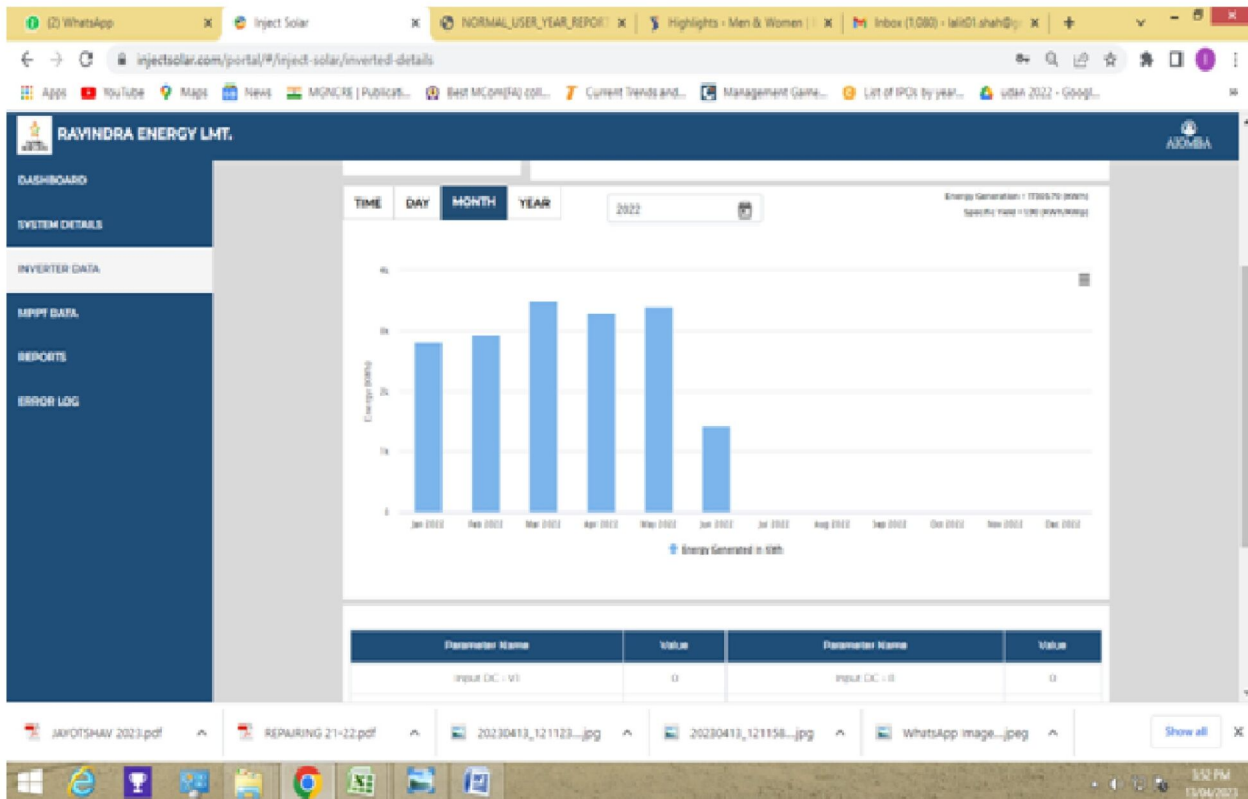 (2) WhatsApp
Inject Solar
NORMAL_USER_YEAR_REPORT
Highlights - Men & Women |
Inbox (1,080) - lalit01.shah@g
injectsolar.com/portal/#/inject-solar/inverted-details
Apps
YouTube
Maps
News
MGNCRE | Publicati...
Best MCom(FA) coll...
Current Trends and...
Management Game...
List of IPOs by year...
udan 2022 - Googl...
RAVINDRA ENERGY LMT.
DASHBOARD
SYSTEM DETAILS
INVERTER DATA
MPPT DATA
REPORTS
ERROR LOG
TIME DAY MONTH YEAR
2022
Energy Generation :
Specific Yield
4k
3k
2k
1k
0
Energy (KWh)
Jan 2022 Feb 2022 Mar 2022 Apr 2022 May 2022 Jun 2022 Jul 2022 Aug 2022 Sep 2022 Oct 2022 Nov 2022 Dec 2022
Energy Generated in KWh
Parameter Name Value Parameter Name Value
Input DC - V1 0 Input DC - I1 0
JAYOTSHAV 2023.pdf
REPAIRING 21-22.pdf
20230413_121123....jpg
20230413_121158....jpg
WhatsApp Image....jpeg
Show all
3:52 PM
13/04/2023